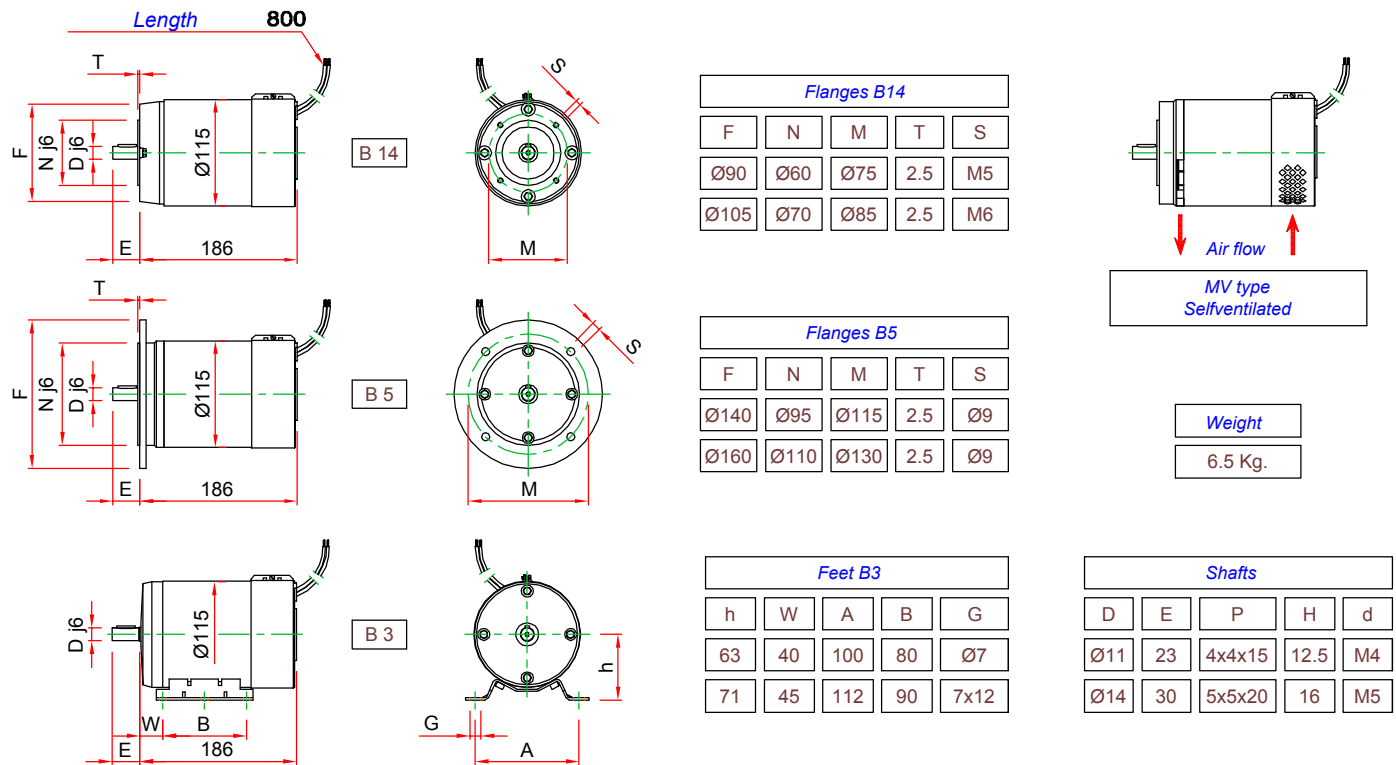 Length 800
T
F
N j6
D j6
Ø115
E
186
B 14
S
M
Flanges B14
F N M T S
Ø90 Ø60 Ø75 2.5 M5
Ø105 Ø70 Ø85 2.5 M6
Air flow
MV type
Selfventilated
T
F
N j6
D j6
Ø115
E
186
B 5
S
M
Flanges B5
F N M T S
Ø140 Ø95 Ø115 2.5 Ø9
Ø160 Ø110 Ø130 2.5 Ø9
Weight
6.5 Kg.
D j6
Ø115
W
B
E
186
B 3
h
G
A
Feet B3
h W A B G
63 40 100 80 Ø7
71 45 112 90 7x12
Shafts
D E P H d
Ø11 23 4x4x15 12.5 M4
Ø14 30 5x5x20 16 M5